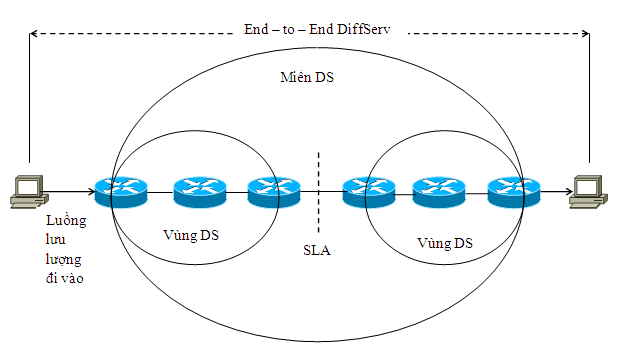 End – to – End DiffServ
Miền DS
Luồng
lưu
lượng
đi vào
Vùng DS
SLA
Vùng DS